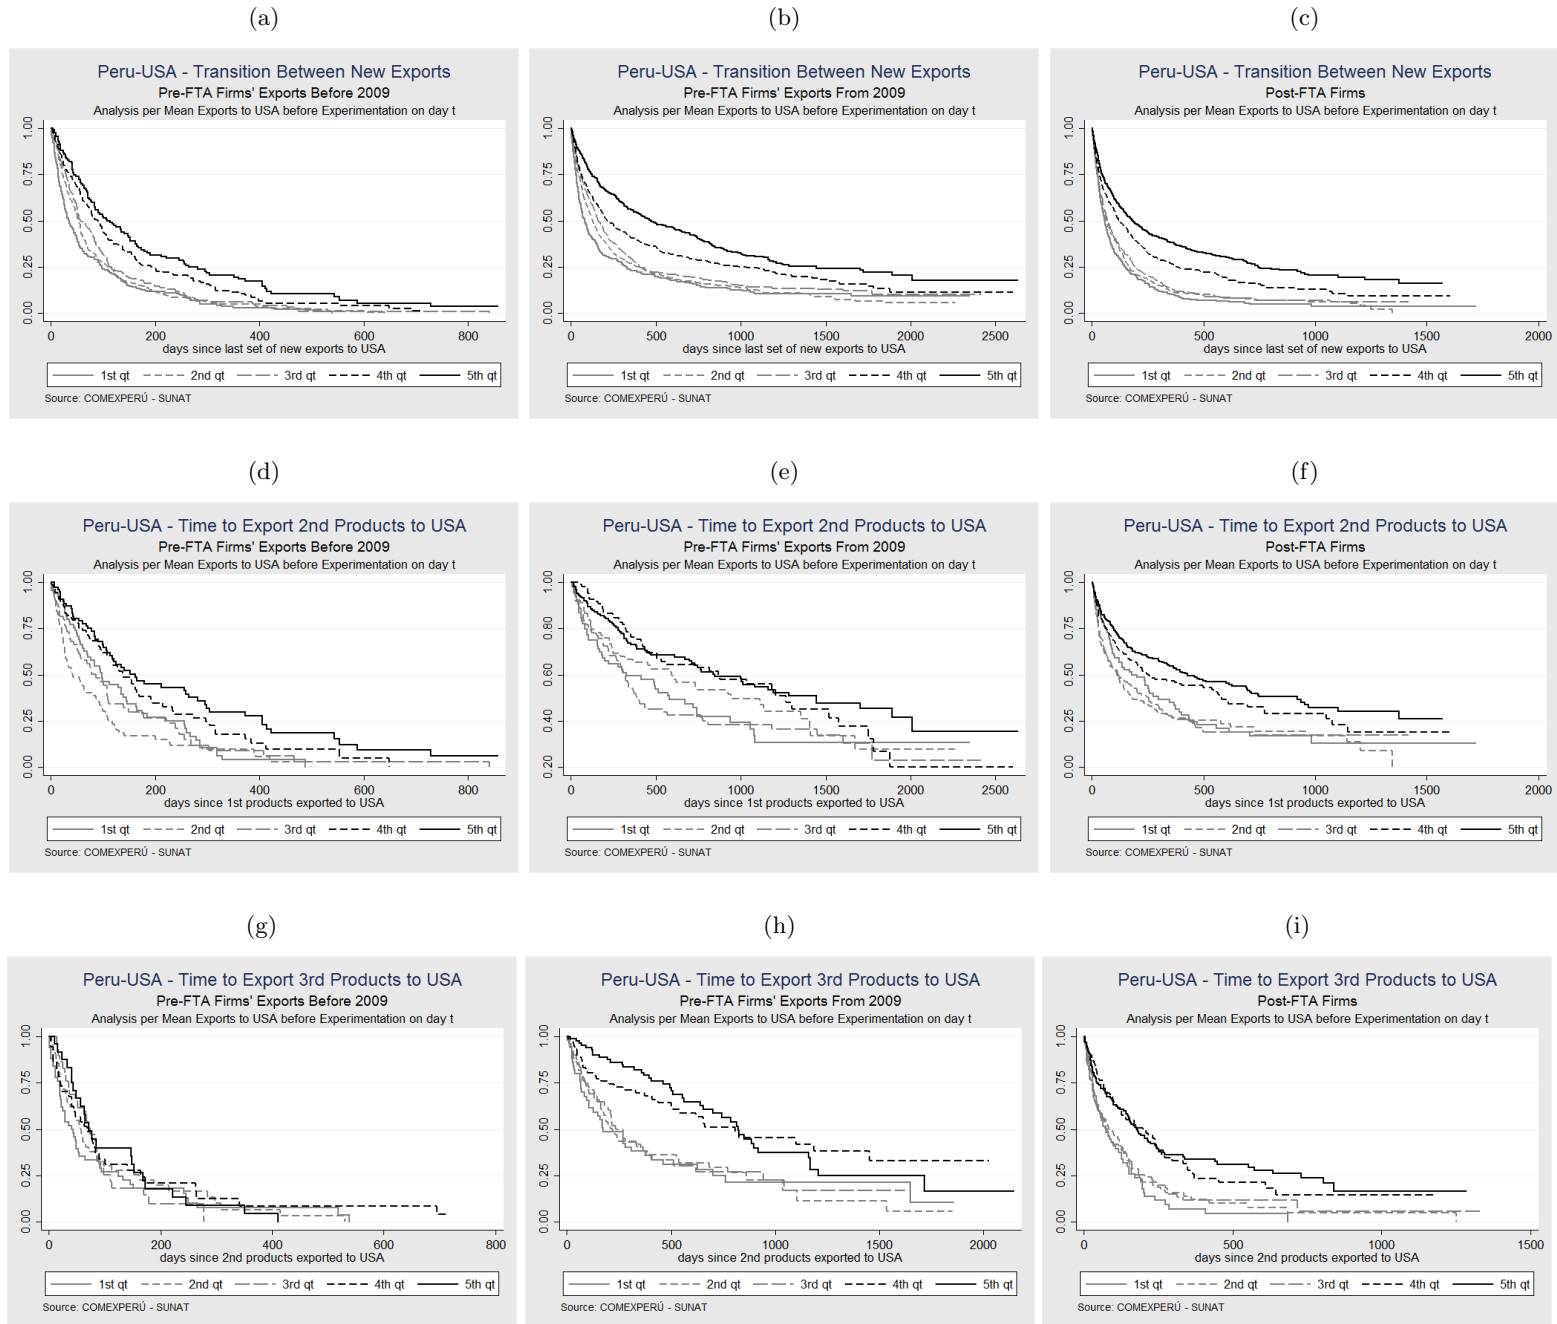 (a)
(b)
(c)
Peru-USA - Transition Between New Exports
Pre-FTA Firms' Exports Before 2009
Analysis per Mean Exports to USA before Experimentation on day t
1.00
0.75
0.50
0.25
0.00
0 200 400 600 800
days since last set of new exports to USA
1st qt 2nd qt 3rd qt 4th qt 5th qt
Source: COMEXPERÚ - SUNAT
Peru-USA - Transition Between New Exports
Pre-FTA Firms' Exports From 2009
Analysis per Mean Exports to USA before Experimentation on day t
1.00
0.75
0.50
0.25
0.00
0 500 1000 1500 2000 2500
days since last set of new exports to USA
1st qt 2nd qt 3rd qt 4th qt 5th qt
Source: COMEXPERÚ - SUNAT
Peru-USA - Transition Between New Exports
Post-FTA Firms
Analysis per Mean Exports to USA before Experimentation on day t
1.00
0.75
0.50
0.25
0.00
0 500 1000 1500 2000
days since last set of new exports to USA
1st qt 2nd qt 3rd qt 4th qt 5th qt
Source: COMEXPERÚ - SUNAT
(d)
(e)
(f)
Peru-USA - Time to Export 2nd Products to USA
Pre-FTA Firms' Exports Before 2009
Analysis per Mean Exports to USA before Experimentation on day t
1.00
0.75
0.50
0.25
0.00
0 200 400 600 800
days since 1st products exported to USA
1st qt 2nd qt 3rd qt 4th qt 5th qt
Source: COMEXPERÚ - SUNAT
Peru-USA - Time to Export 2nd Products to USA
Pre-FTA Firms' Exports From 2009
Analysis per Mean Exports to USA before Experimentation on day t
1.00
0.80
0.60
0.40
0.20
0 500 1000 1500 2000 2500
days since 1st products exported to USA
1st qt 2nd qt 3rd qt 4th qt 5th qt
Source: COMEXPERÚ - SUNAT
Peru-USA - Time to Export 2nd Products to USA
Post-FTA Firms
Analysis per Mean Exports to USA before Experimentation on day t
1.00
0.75
0.50
0.25
0.00
0 500 1000 1500 2000
days since 1st products exported to USA
1st qt 2nd qt 3rd qt 4th qt 5th qt
Source: COMEXPERÚ - SUNAT
(g)
(h)
(i)
Peru-USA - Time to Export 3rd Products to USA
Pre-FTA Firms' Exports Before 2009
Analysis per Mean Exports to USA before Experimentation on day t
1.00
0.75
0.50
0.25
0.00
0 200 400 600 800
days since 2nd products exported to USA
1st qt 2nd qt 3rd qt 4th qt 5th qt
Source: COMEXPERÚ - SUNAT
Peru-USA - Time to Export 3rd Products to USA
Pre-FTA Firms' Exports From 2009
Analysis per Mean Exports to USA before Experimentation on day t
1.00
0.75
0.50
0.25
0.00
0 500 1000 1500 2000
days since 2nd products exported to USA
1st qt 2nd qt 3rd qt 4th qt 5th qt
Source: COMEXPERÚ - SUNAT
Peru-USA - Time to Export 3rd Products to USA
Post-FTA Firms
Analysis per Mean Exports to USA before Experimentation on day t
1.00
0.75
0.50
0.25
0.00
0 500 1000 1500
days since 2nd products exported to USA
1st qt 2nd qt 3rd qt 4th qt 5th qt
Source: COMEXPERÚ - SUNAT